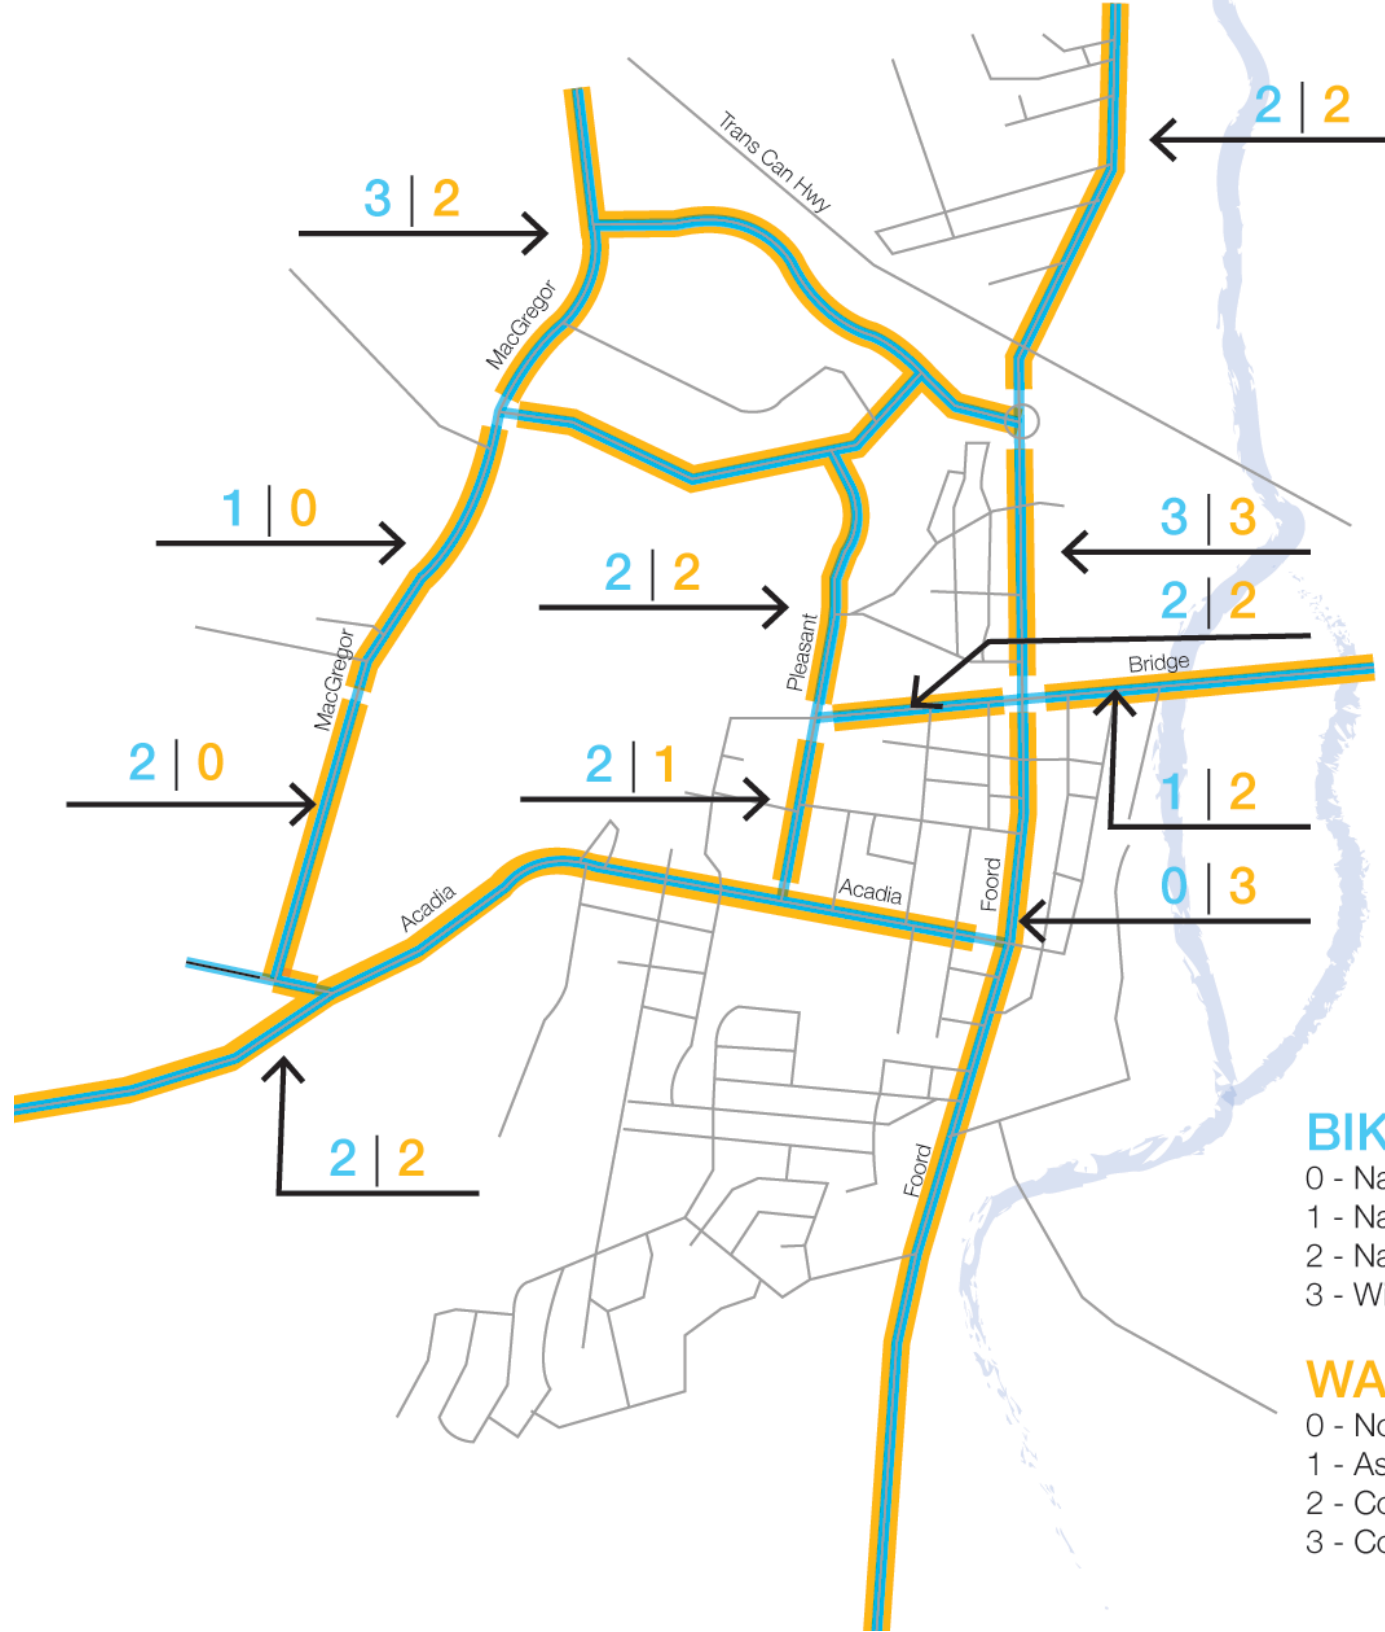 2 | 2
Trans Can Hwy
3 | 2
MacGregor
1 | 0
3 | 3
2 | 2
2 | 2
Pleasant
MacGregor
Bridge
2 | 0
2 | 1
1 | 2
Acadia
Foord
0 | 3
Acadia
2 | 2
Foord
BIK
0 - Na
1 - Na
2 - Na
3 - Wi
WA
0 - No
1 - As
2 - Co
3 - Co